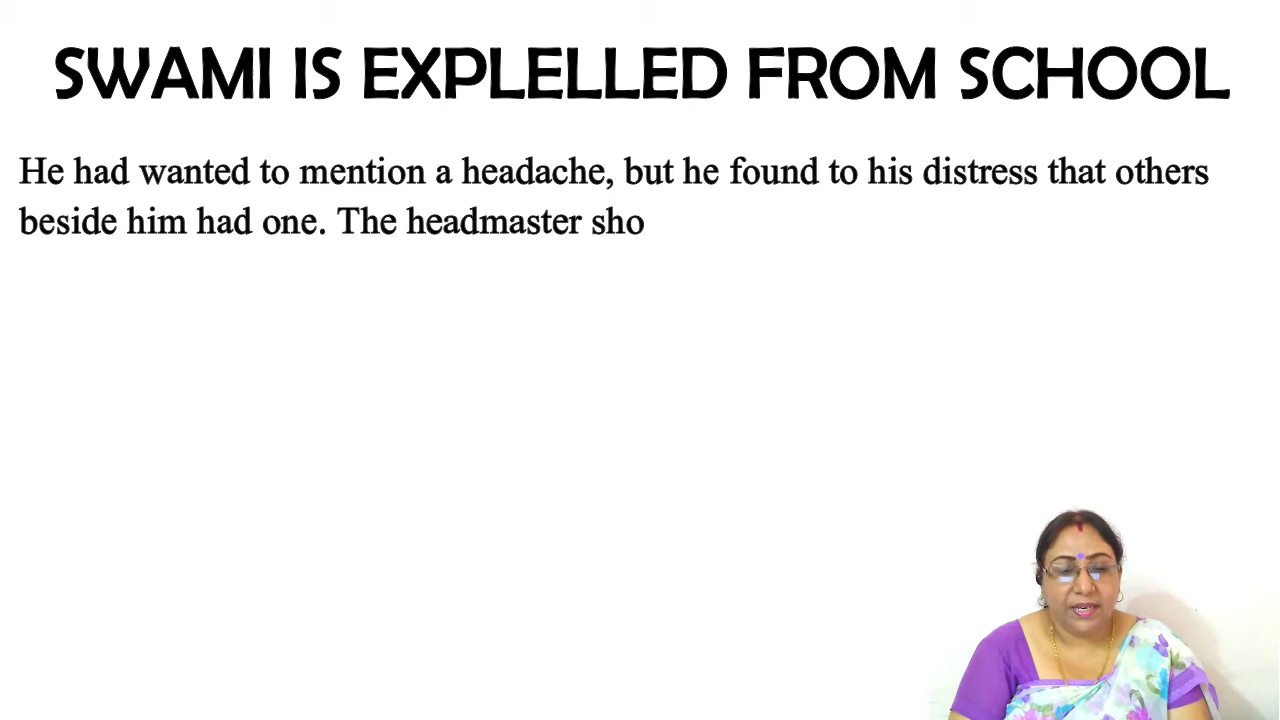 SWAMI IS EXPLELLED FROM SCHOOL
He had wanted to mention a headache, but he found to his distress that others
beside him had one. The headmaster sho